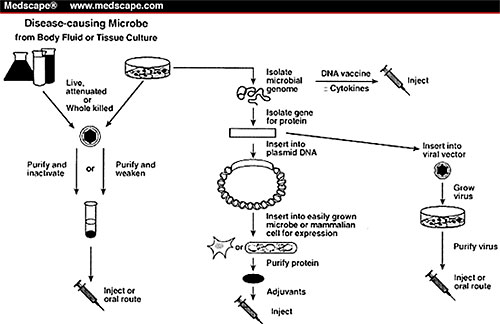 Medscape® www.medscape.com
Disease-causing Microbe
from Body Fluid or Tissue Culture
Live,
attenuated
or
Whole killed
Purify and
inactivate
or
Purify and
weaken
Inject or
oral route
Isolate
microbial
genome
DNA vaccine
± Cytokines
Inject
Isolate gene
for protein
Insert into
plasmid DNA
Insert into easily grown
microbe or mammalian
cell for expression
or
Purify protein
Adjuvants
Inject
Insert into
viral vector
Grow
virus
Purify virus
Inject or
oral route